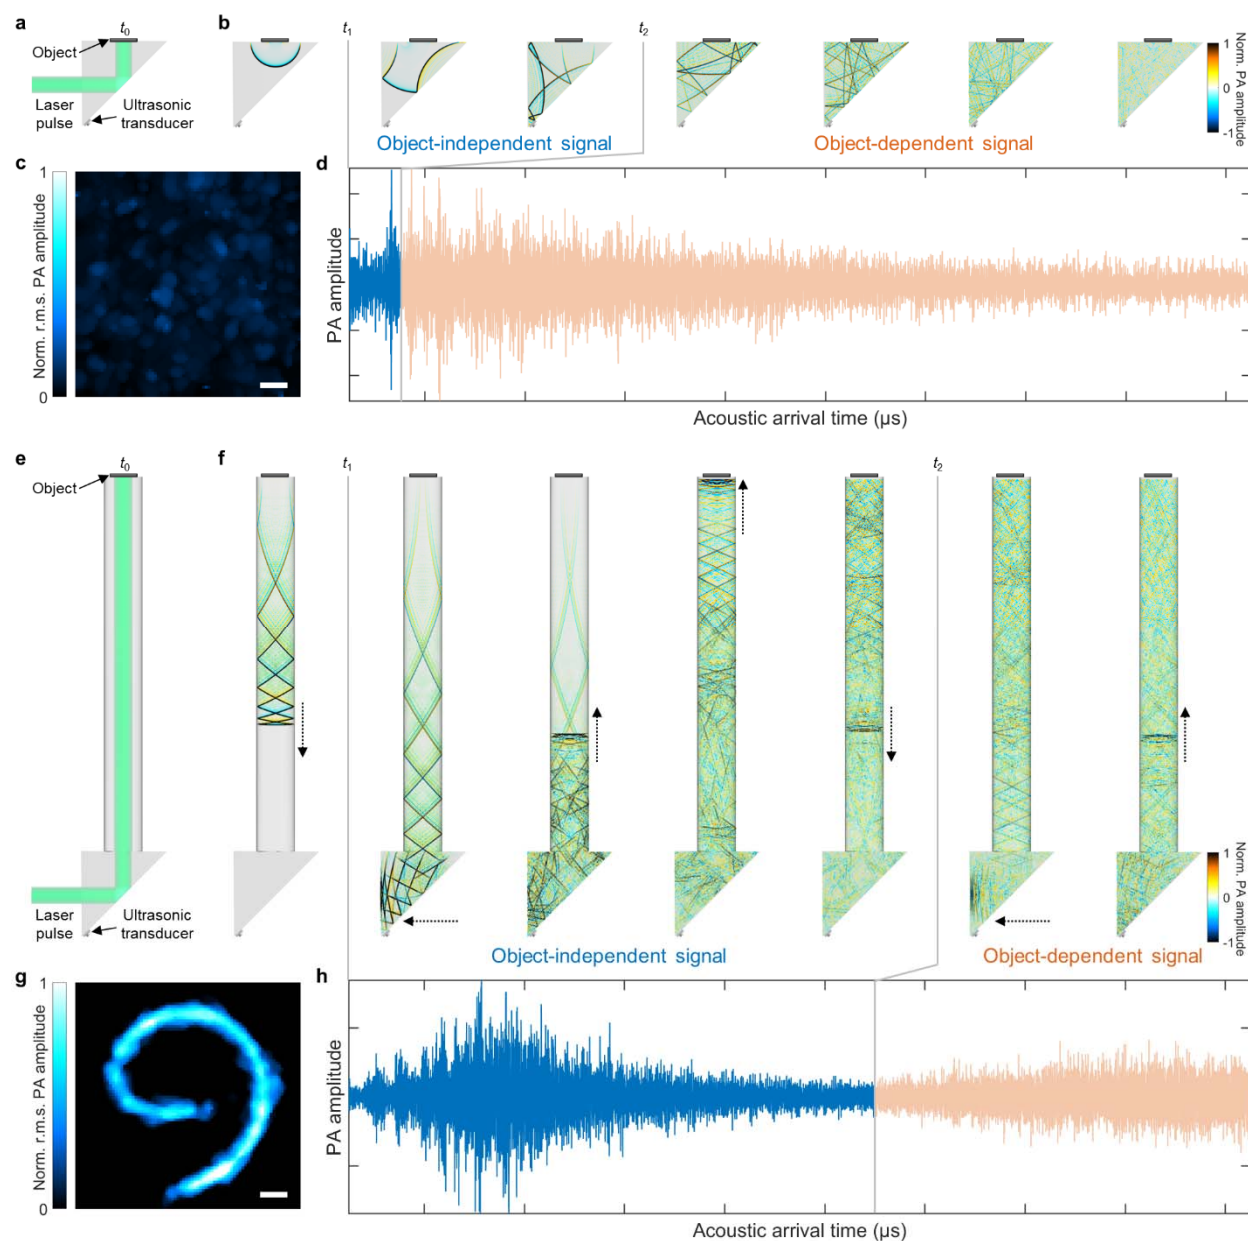 a
t0
b
t1
t2
Object
Laser
pulse
Ultrasonic
transducer
Object-independent signal
Object-dependent signal
1
0
-1
Norm. PA amplitude
c
1
0
Norm. r.m.s. PA amplitude
d
PA amplitude
Acoustic arrival time (µs)
e
t0
f
t1
t2
Object
Laser
pulse
Ultrasonic
transducer
Object-independent signal
Object-dependent signal
1
0
-1
Norm. PA amplitude
g
1
0
Norm. r.m.s. PA amplitude
h
PA amplitude
Acoustic arrival time (µs)